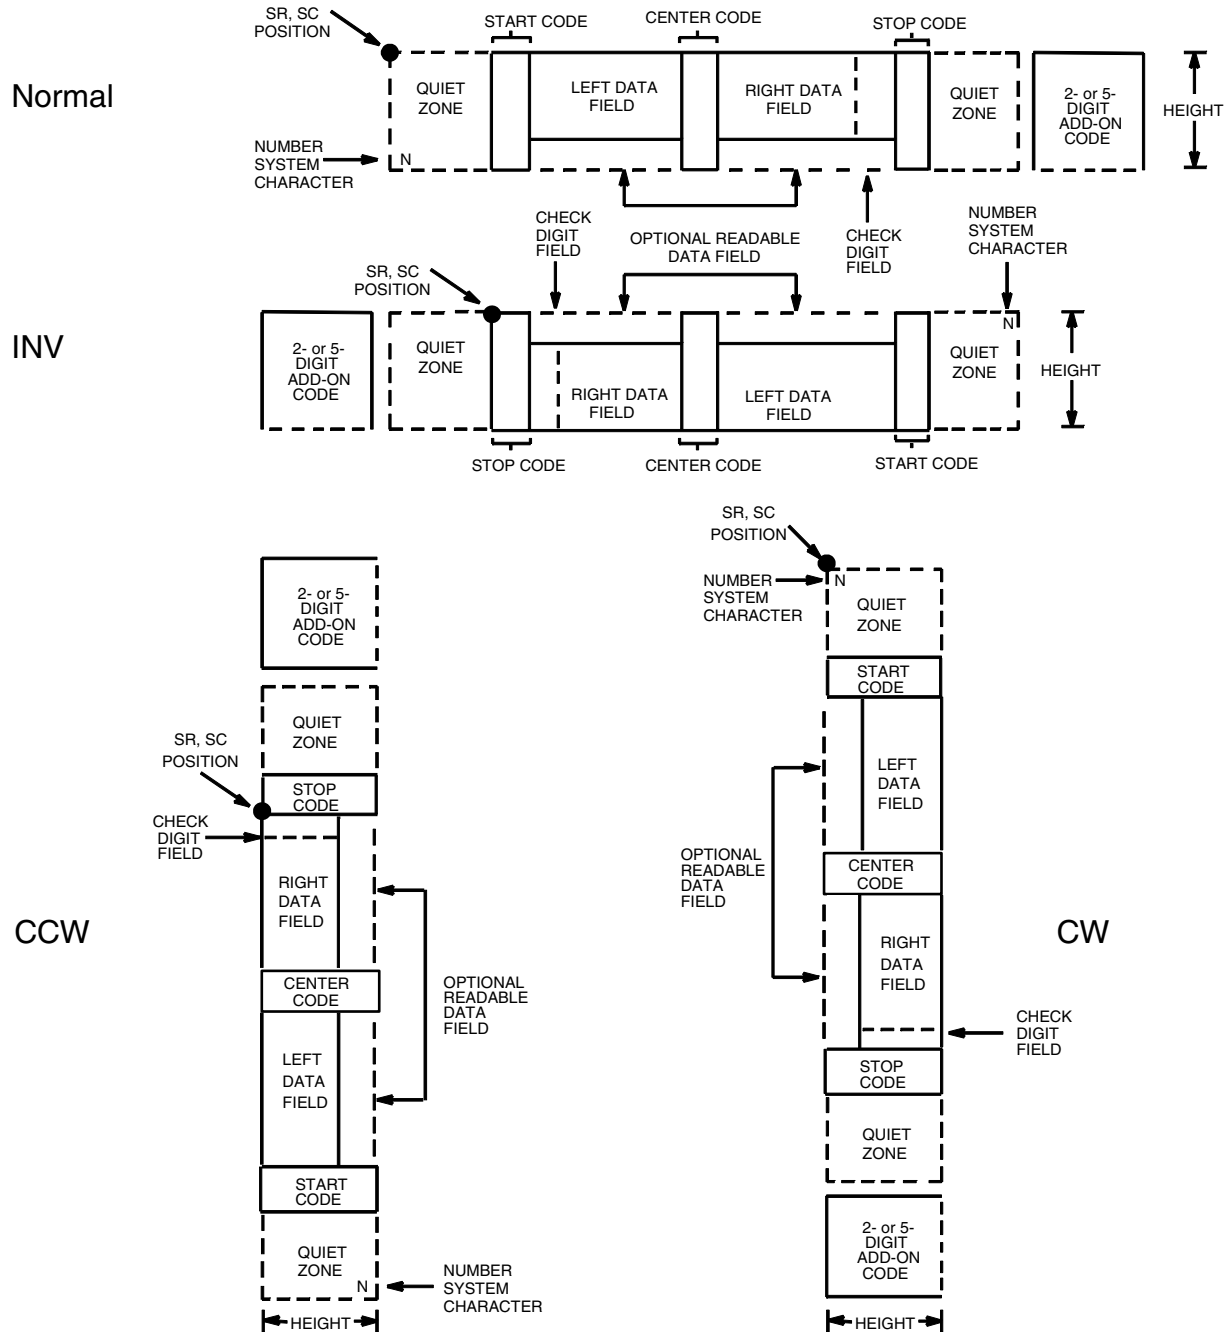 SR, SC
POSITION
START CODE
CENTER CODE
STOP CODE
Normal
QUIET
ZONE
LEFT DATA
FIELD
RIGHT DATA
FIELD
QUIET
ZONE
2- or 5-
DIGIT
ADD-ON
CODE
HEIGHT
NUMBER
SYSTEM
CHARACTER
N
CHECK
DIGIT
FIELD
OPTIONAL READABLE
DATA FIELD
CHECK
DIGIT
FIELD
NUMBER
SYSTEM
CHARACTER
SR, SC
POSITION
INV
2- or 5-
DIGIT
ADD-ON
CODE
QUIET
ZONE
RIGHT DATA
FIELD
LEFT DATA
FIELD
N
QUIET
ZONE
HEIGHT
STOP CODE
CENTER CODE
START CODE
CCW
2- or 5-
DIGIT
ADD-ON
CODE
QUIET
ZONE
SR, SC
POSITION
STOP
CODE
CHECK
DIGIT
FIELD
RIGHT
DATA
FIELD
CENTER
CODE
OPTIONAL
READABLE
DATA
FIELD
LEFT
DATA
FIELD
START
CODE
QUIET
ZONE
N
NUMBER
SYSTEM
CHARACTER
HEIGHT
SR, SC
POSITION
NUMBER
SYSTEM
CHARACTER
N
QUIET
ZONE
START
CODE
LEFT
DATA
FIELD
OPTIONAL
READABLE
DATA
FIELD
CENTER
CODE
RIGHT
DATA
FIELD
CW
CHECK
DIGIT
FIELD
STOP
CODE
QUIET
ZONE
2- or 5-
DIGIT
ADD-ON
CODE